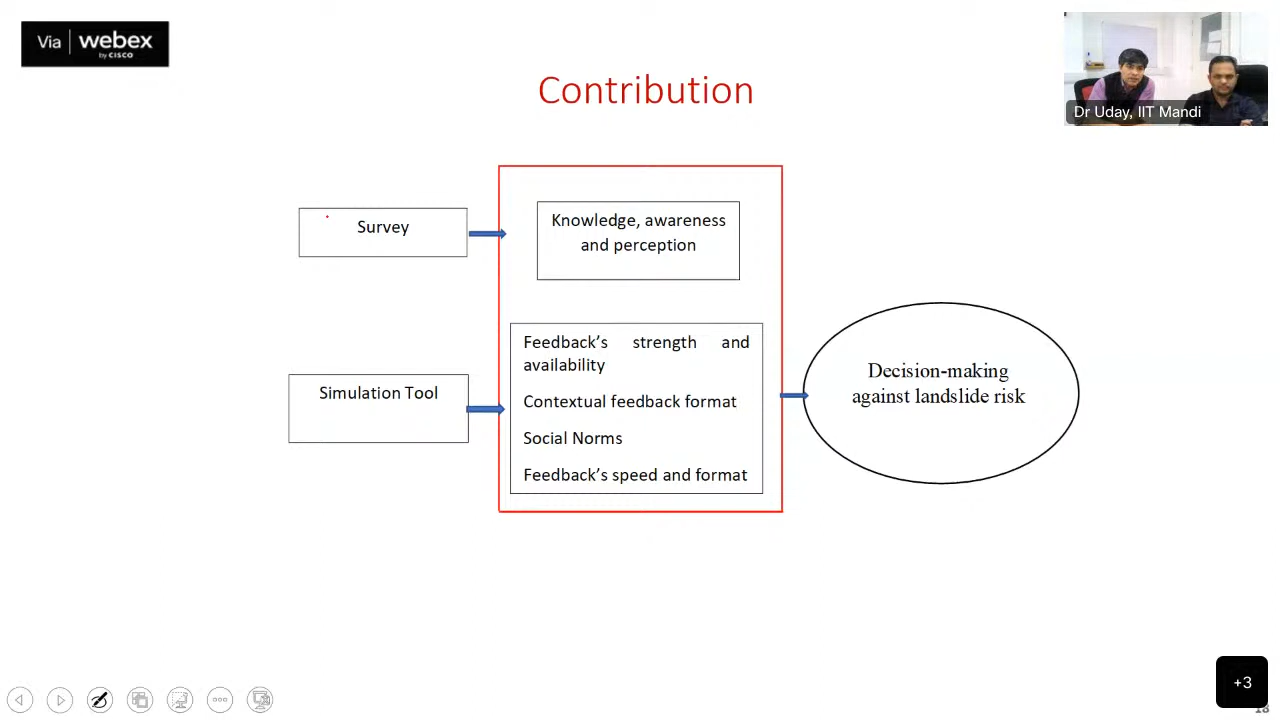 Via webex
by CISCO
Contribution
Dr Uday, IIT Mandi
Survey
Knowledge, awareness
and perception
Simulation Tool
Feedback's strength and
availability
Contextual feedback format
Social Norms
Feedback's speed and format
Decision-making
against landslide risk
+3